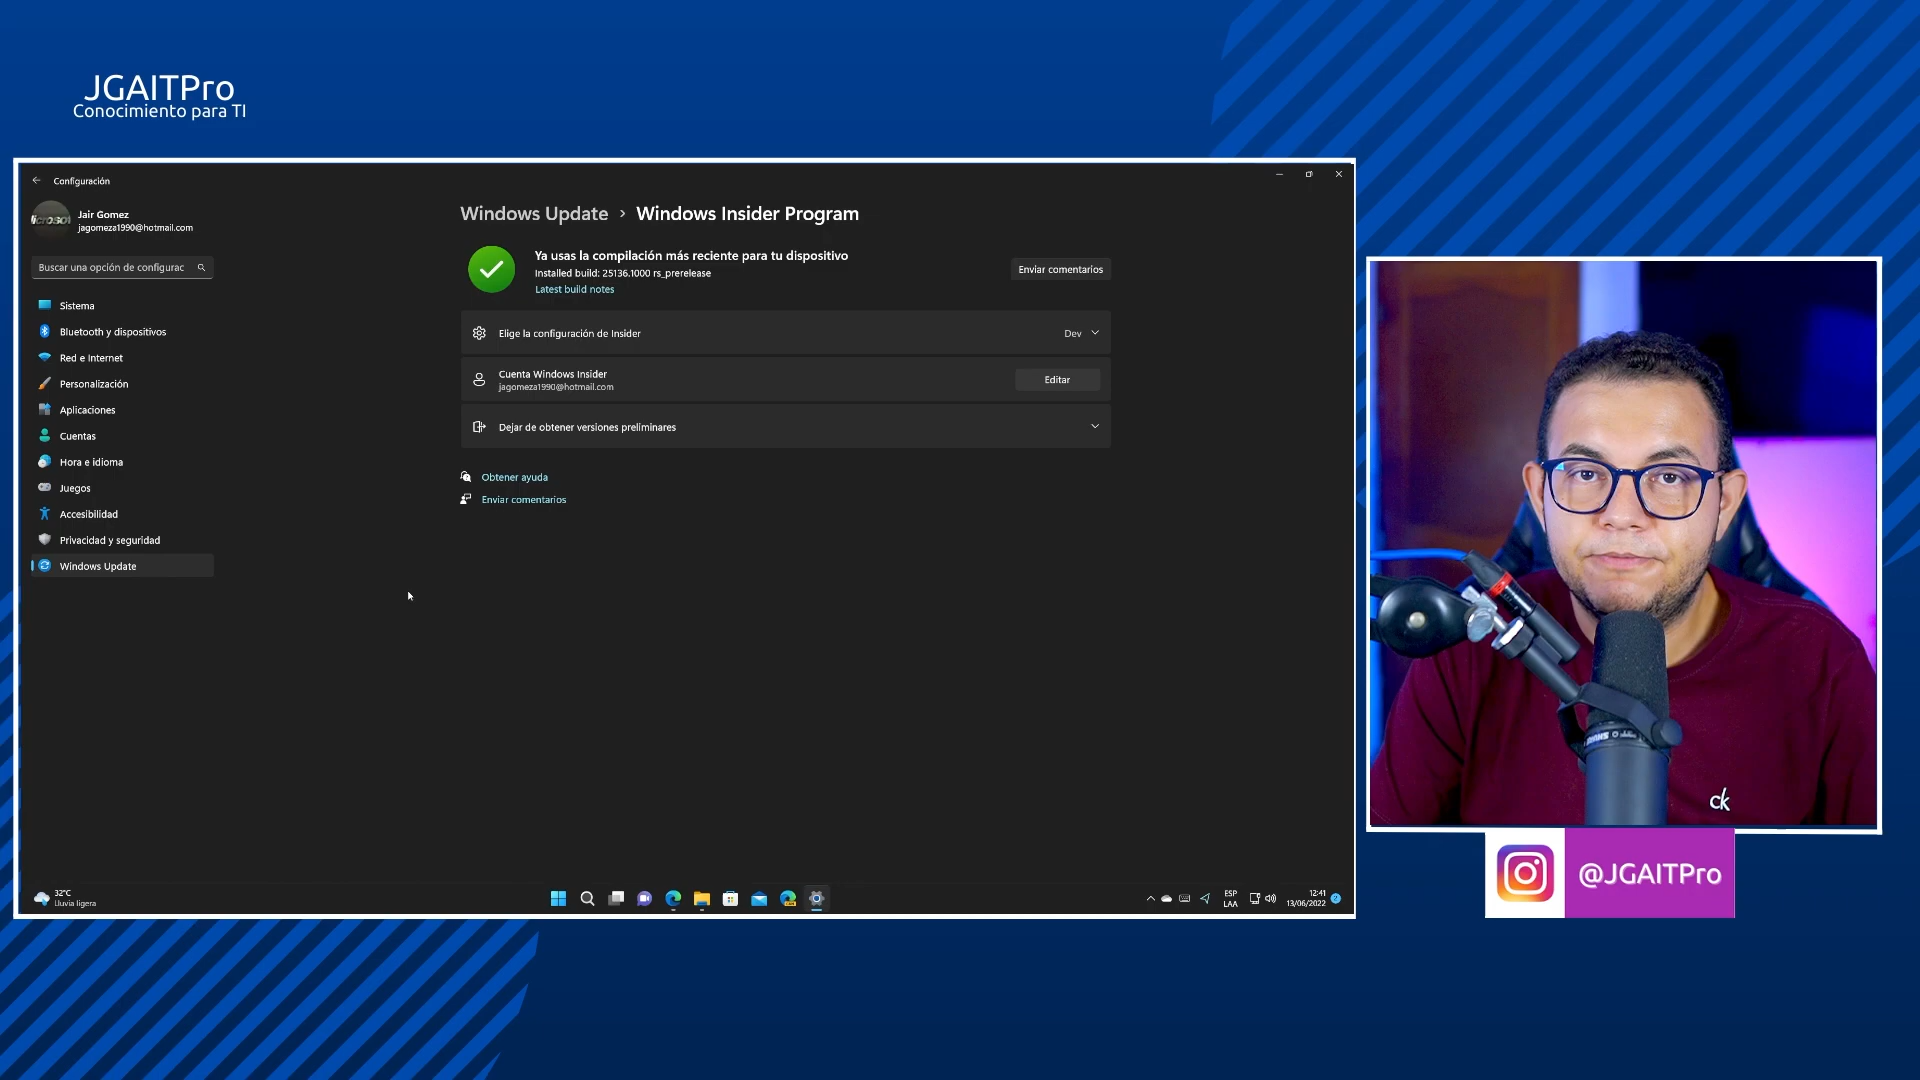 JGAITPro
Conocimiento para TI
Configuración
Jair Gomez
jagomeza1990@hotmail.com
Buscar una opción de configurac
Sistema
Bluetooth y dispositivos
Red e Internet
Personalización
Aplicaciones
Cuentas
Hora e idioma
Juegos
Accesibilidad
Privacidad y seguridad
Windows Update
Windows Update > Windows Insider Program
Ya usas la compilación más reciente para tu dispositivo
Installed build: 25136.1000 rs_prerelease
Latest build notes
Enviar comentarios
Elige la configuración de Insider
Dev
Cuenta Windows Insider
jagomeza1990@hotmail.com
Editar
Dejar de obtener versiones preliminares
Obtener ayuda
Enviar comentarios
32°C
Lluvia ligera
ESP
LAA
12:41
13/06/2022
ck
@JGAITPro